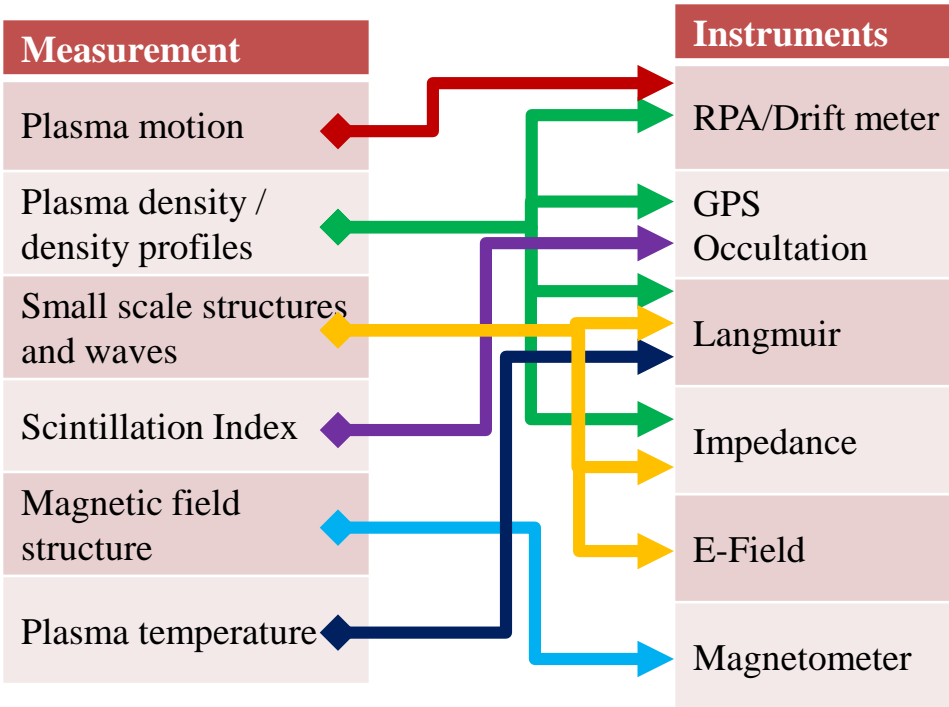 Measurement
Plasma motion
Plasma density /
density profiles
Small scale structures
and waves
Scintillation Index
Magnetic field
structure
Plasma temperature
Instruments
RPA/Drift meter
GPS
Occultation
Langmuir
Impedance
E-Field
Magnetometer